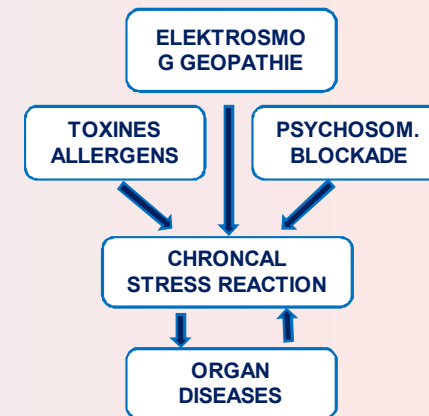 ELEKTROSMO
G GEOPATHIE
TOXINES
ALLERGENS
PSYCHOSOM.
BLOCKADE
CHRONCAL
STRESS REACTION
ORGAN
DISEASES